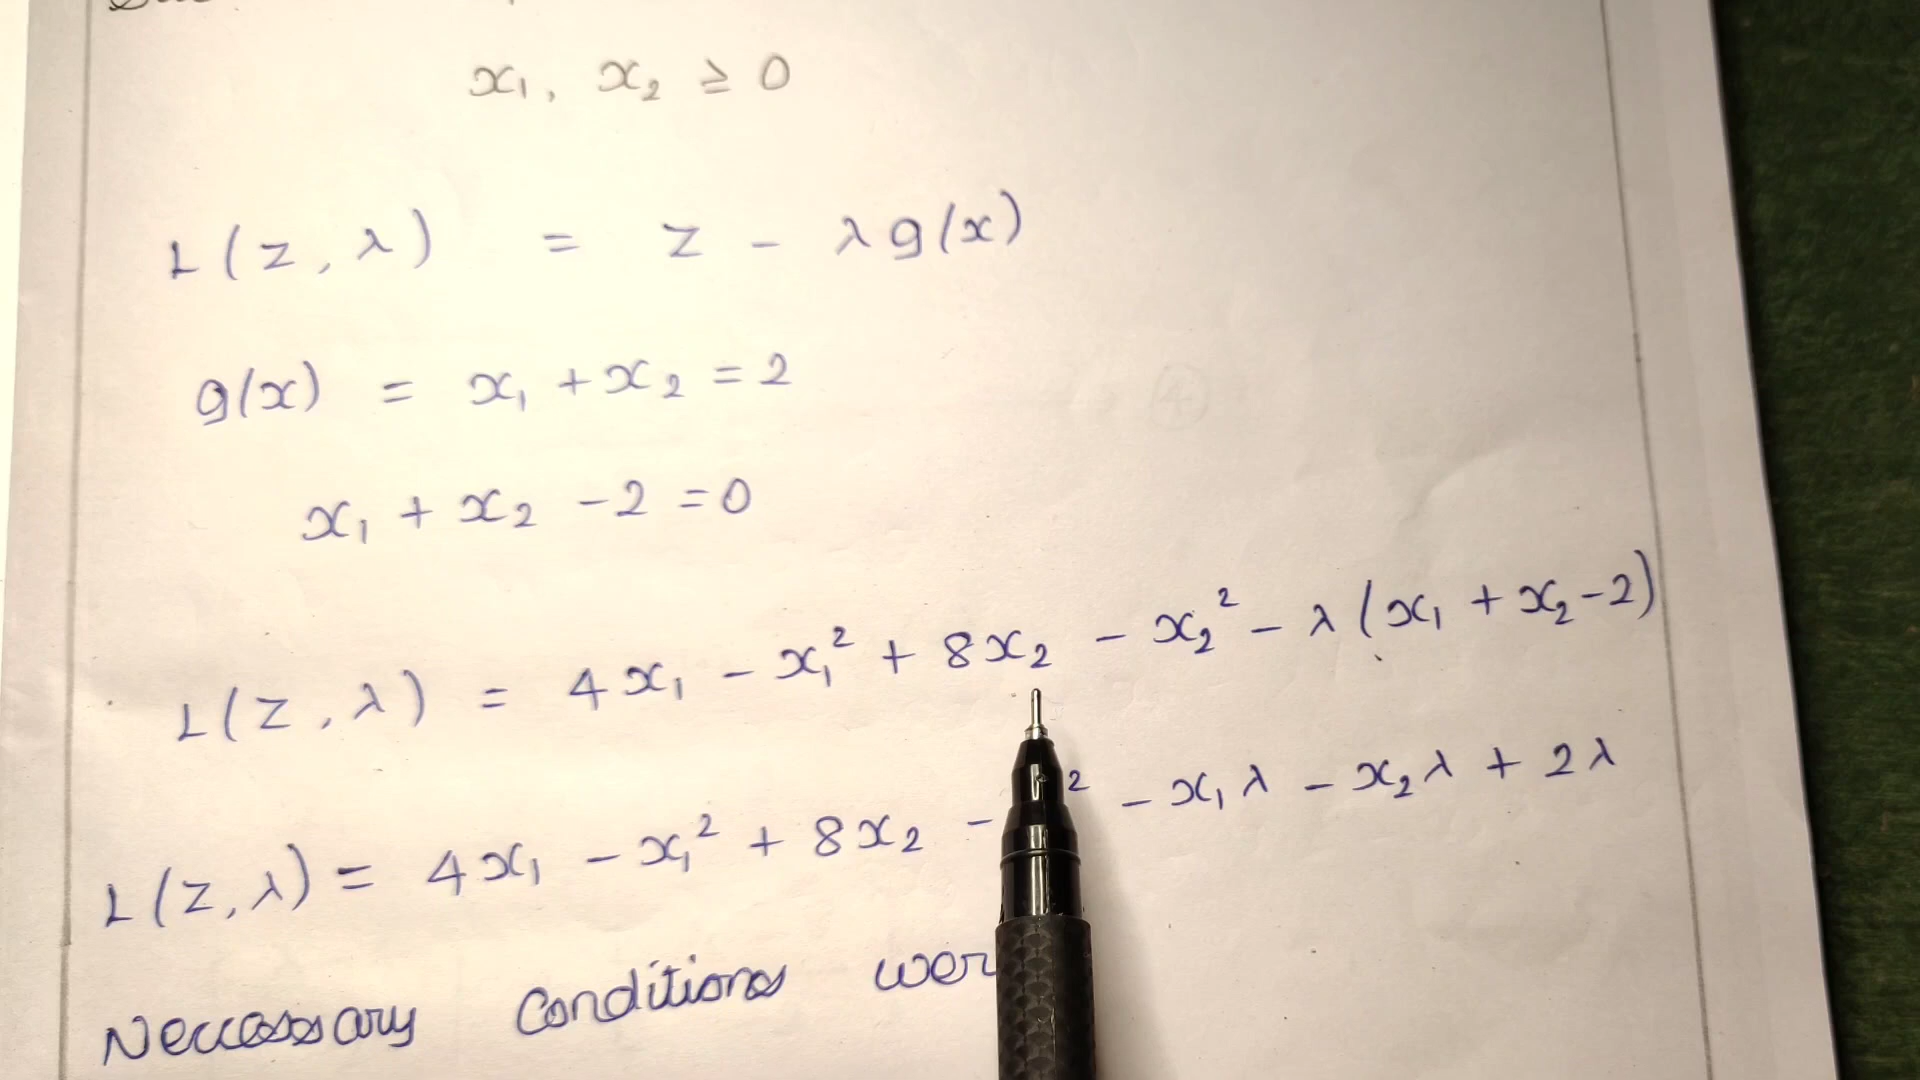 x₁, x₂ ≥ 0
L(z, λ) = z - λg(x)
g(x) = x₁ + x₂ = 2
x₁ + x₂ - 2 = 0
L(z, λ) = 4x₁ - x₁² + 8x₂ - x₂² - λ(x₁ + x₂ - 2)
L(z, λ) = 4x₁ - x₁² + 8x₂ - ² - x₁λ - x₂λ + 2λ
Neccessary conditions wer